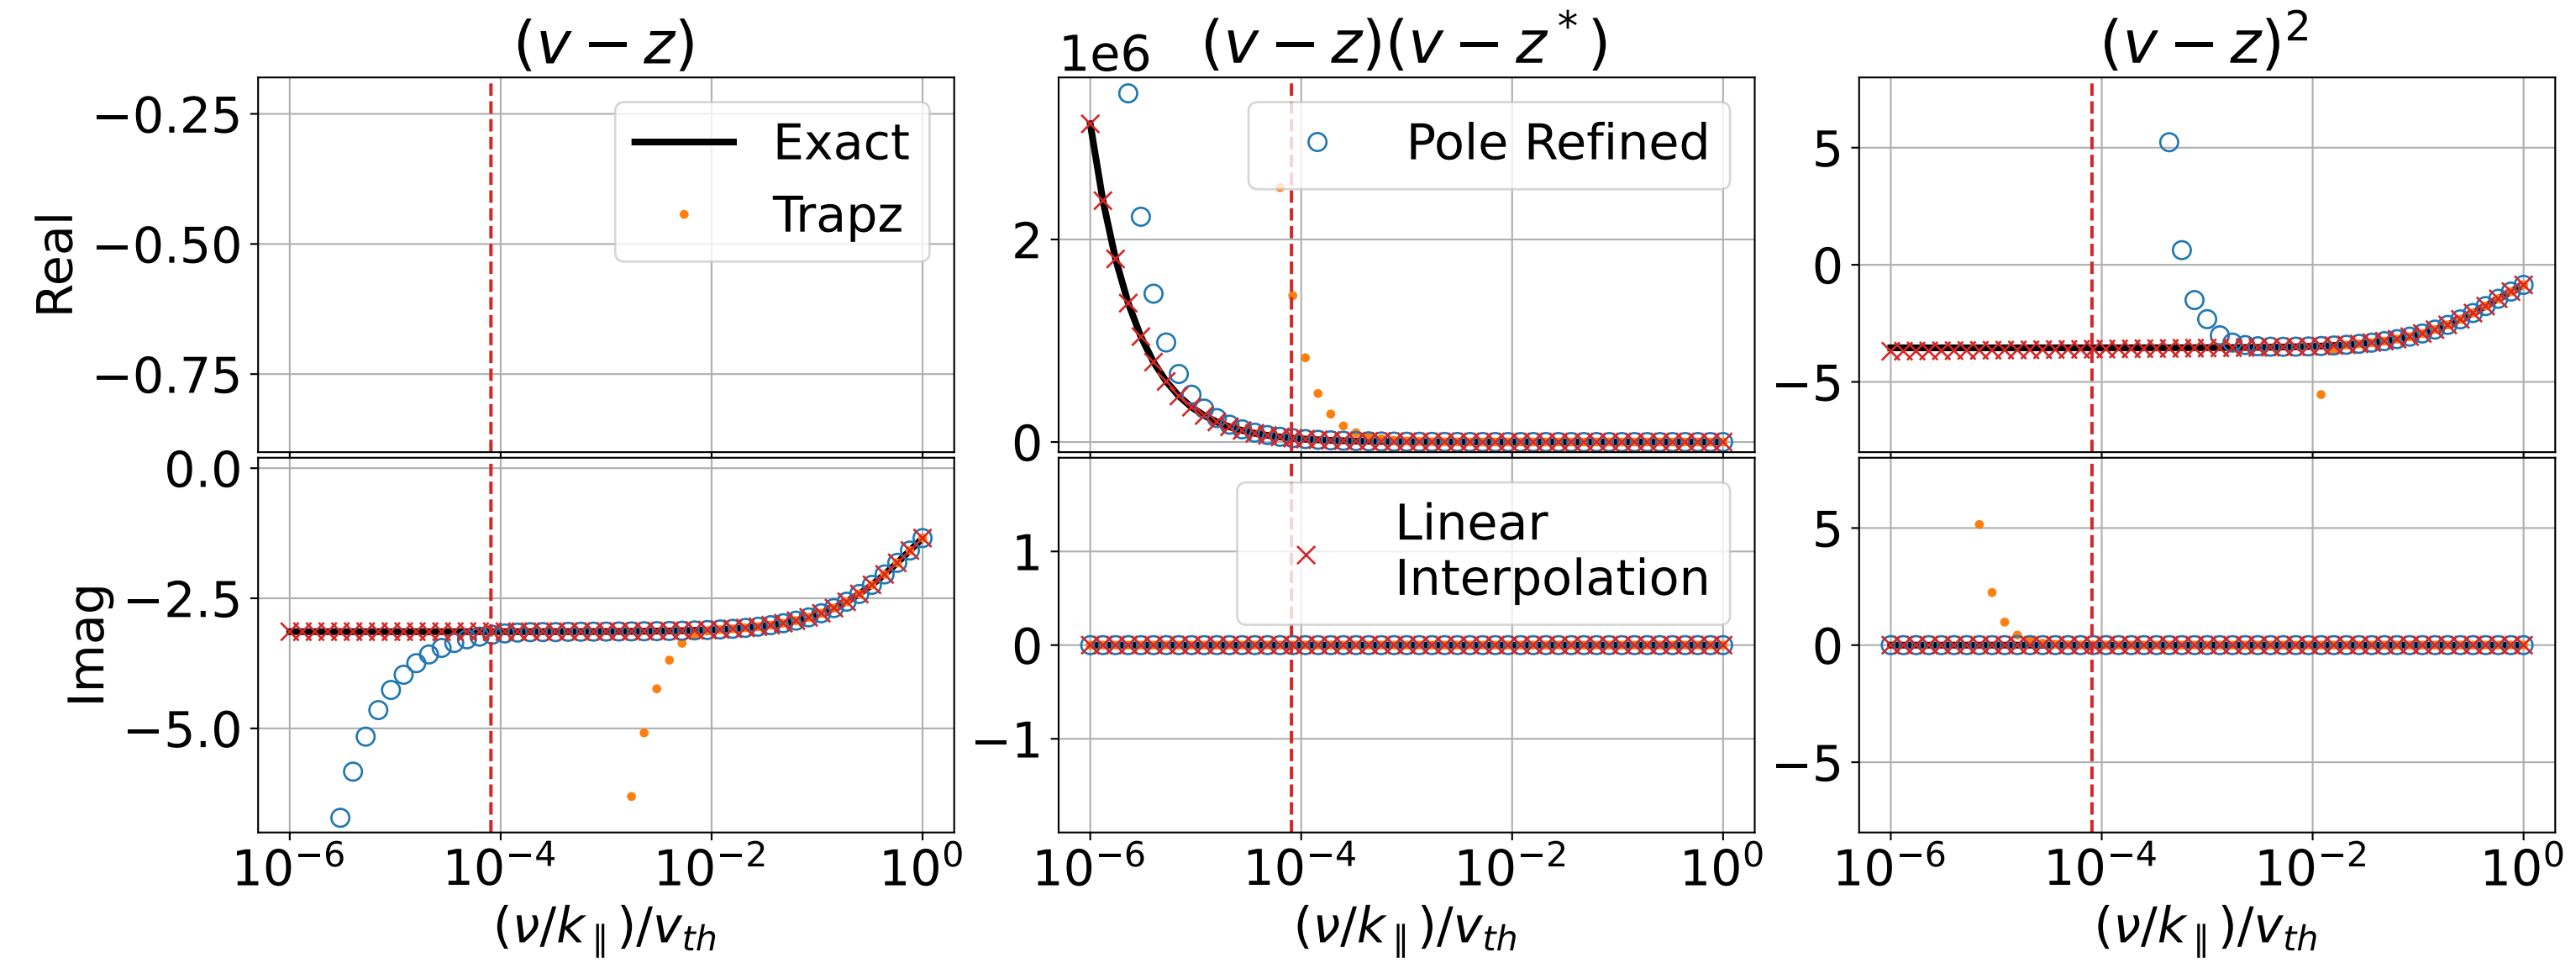 (v − z)
−0.25
−0.50
−0.75
Real
Exact
Trapz
1e6
(v − z)(v − z*)
2
0
Pole Refined
(v − z)²
5
0
−5
Imag
0.0
−2.5
−5.0
10⁻⁶ 10⁻⁴ 10⁻² 10⁰
(ν/k∥)/vₜₕ
1
0
−1
Linear
Interpolation
10⁻⁶ 10⁻⁴ 10⁻² 10⁰
(ν/k∥)/vₜₕ
5
0
−5
10⁻⁶ 10⁻⁴ 10⁻² 10⁰
(ν/k∥)/vₜₕ